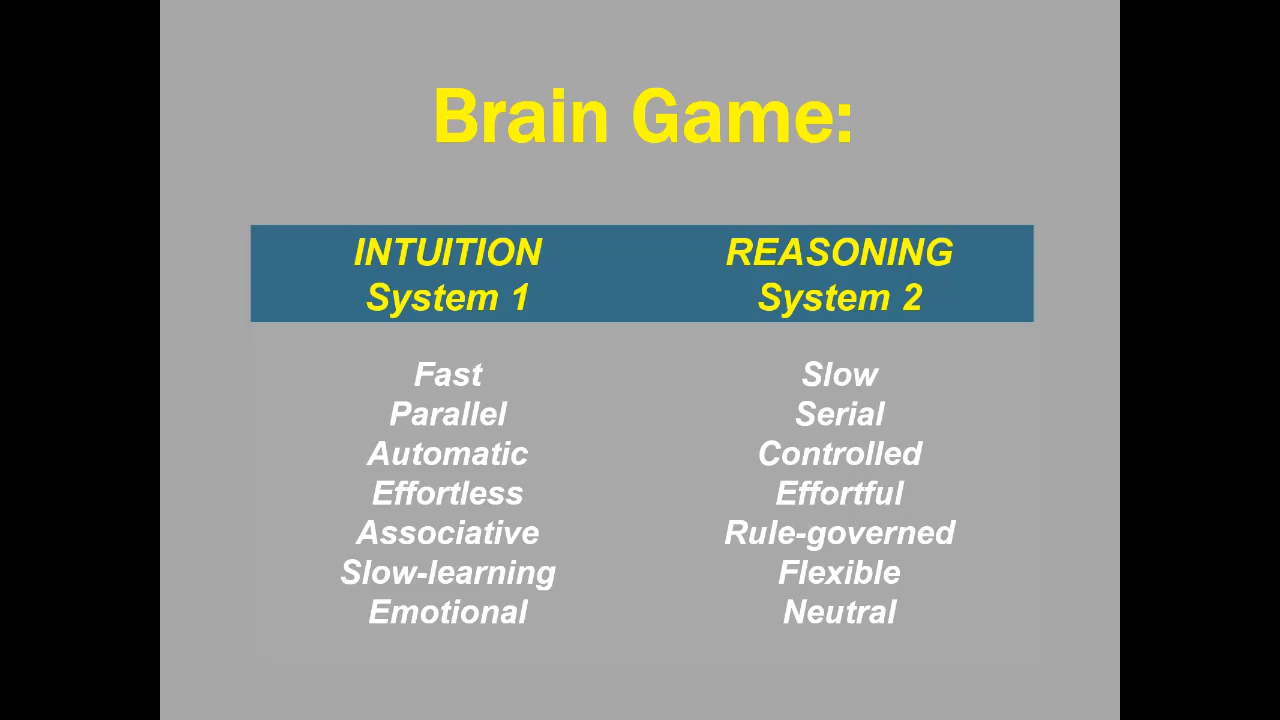 Brain Game:
INTUITION REASONING
System 1 System 2
Fast Slow
Parallel Serial
Automatic Controlled
Effortless Effortful
Associative Rule-governed
Slow-learning Flexible
Emotional Neutral